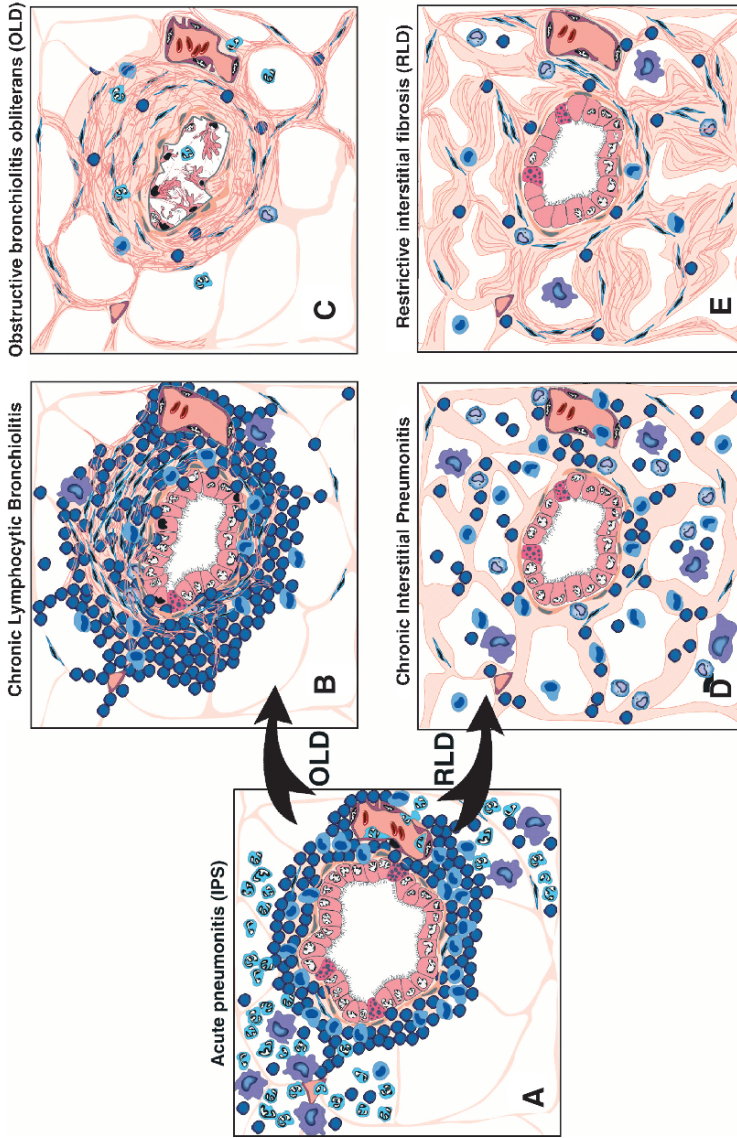 Acute pneumonitis (IPS)
A
OLD
RLD
Chronic Lymphocytic Bronchiolitis
B
Obstructive bronchiolitis obliterans (OLD)
C
Chronic Interstitial Pneumonitis
D
Restrictive interstitial fibrosis (RLD)
E